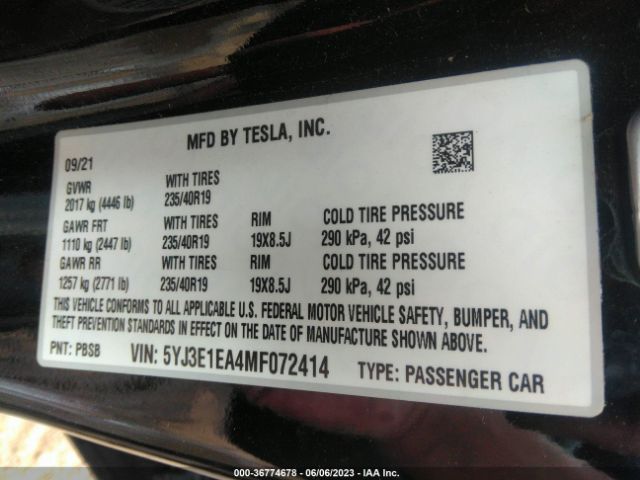 MFD BY TESLA, INC.
09/21
GVWR WITH TIRES
2017 kg (4446 lb) 235/40R19
GAWR FRT WITH TIRES RIM COLD TIRE PRESSURE
1110 kg (2447 lb) 235/40R19 19X8.5J 290 kPa, 42 psi
GAWR RR WITH TIRES RIM COLD TIRE PRESSURE
1257 kg (2771 lb) 235/40R19 19X8.5J 290 kPa, 42 psi
THIS VEHICLE CONFORMS TO ALL APPLICABLE U.S. FEDERAL MOTOR VEHICLE SAFETY, BUMPER, AND
THEFT PREVENTION STANDARDS IN EFFECT ON THE DATE OF MANUFACTURE SHOWN ABOVE.
PNT: PBSB VIN: 5YJ3E1EA4MF072414 TYPE: PASSENGER CAR
000-36774678 - 06/06/2023 - IAA Inc.